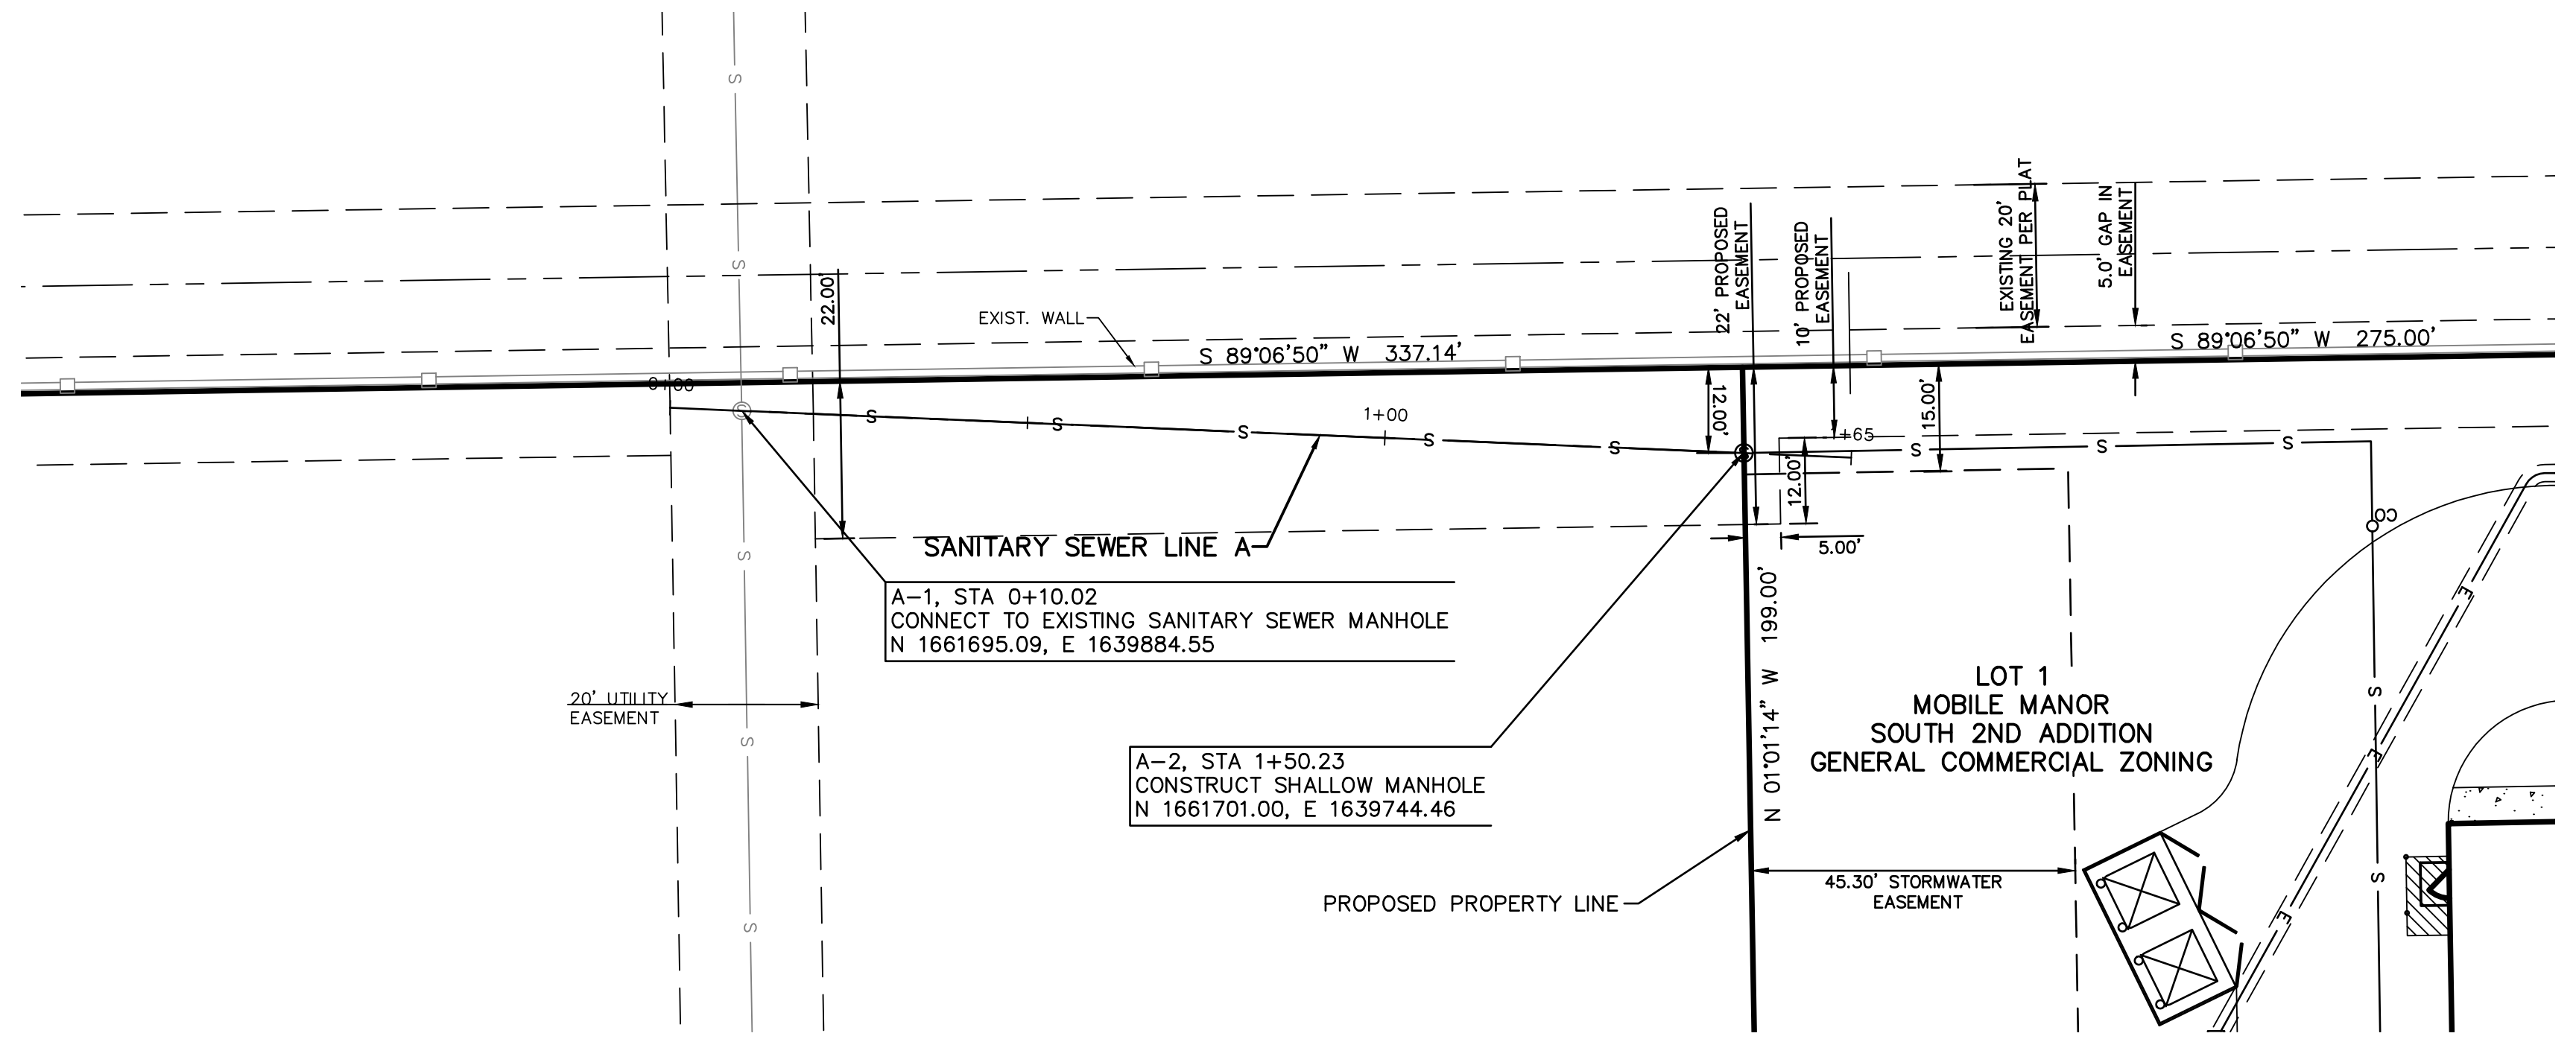 S
S
EXISTING 20'
EASEMENT PER PLAT
5.0' GAP IN
EASEMENT
22' PROPOSED
EASEMENT
10' PROPOSED
EASEMENT
22.00'
EXIST. WALL
S 89°06'50" W 337.14'
S 89°06'50" W 275.00'
0+00
S
S
S
1+00
S
S
12.00'
15.00'
1+65
S
S
S
12.00'
5.00'
CO
S
SANITARY SEWER LINE A
A-1, STA 0+10.02
CONNECT TO EXISTING SANITARY SEWER MANHOLE
N 1661695.09, E 1639884.55
E
N 01°01'14" W 199.00'
20' UTILITY
EASEMENT
S
LOT 1
MOBILE MANOR
SOUTH 2ND ADDITION
GENERAL COMMERCIAL ZONING
S
E
A-2, STA 1+50.23
CONSTRUCT SHALLOW MANHOLE
N 1661701.00, E 1639744.46
PROPOSED PROPERTY LINE
45.30' STORMWATER
EASEMENT
S
S
E